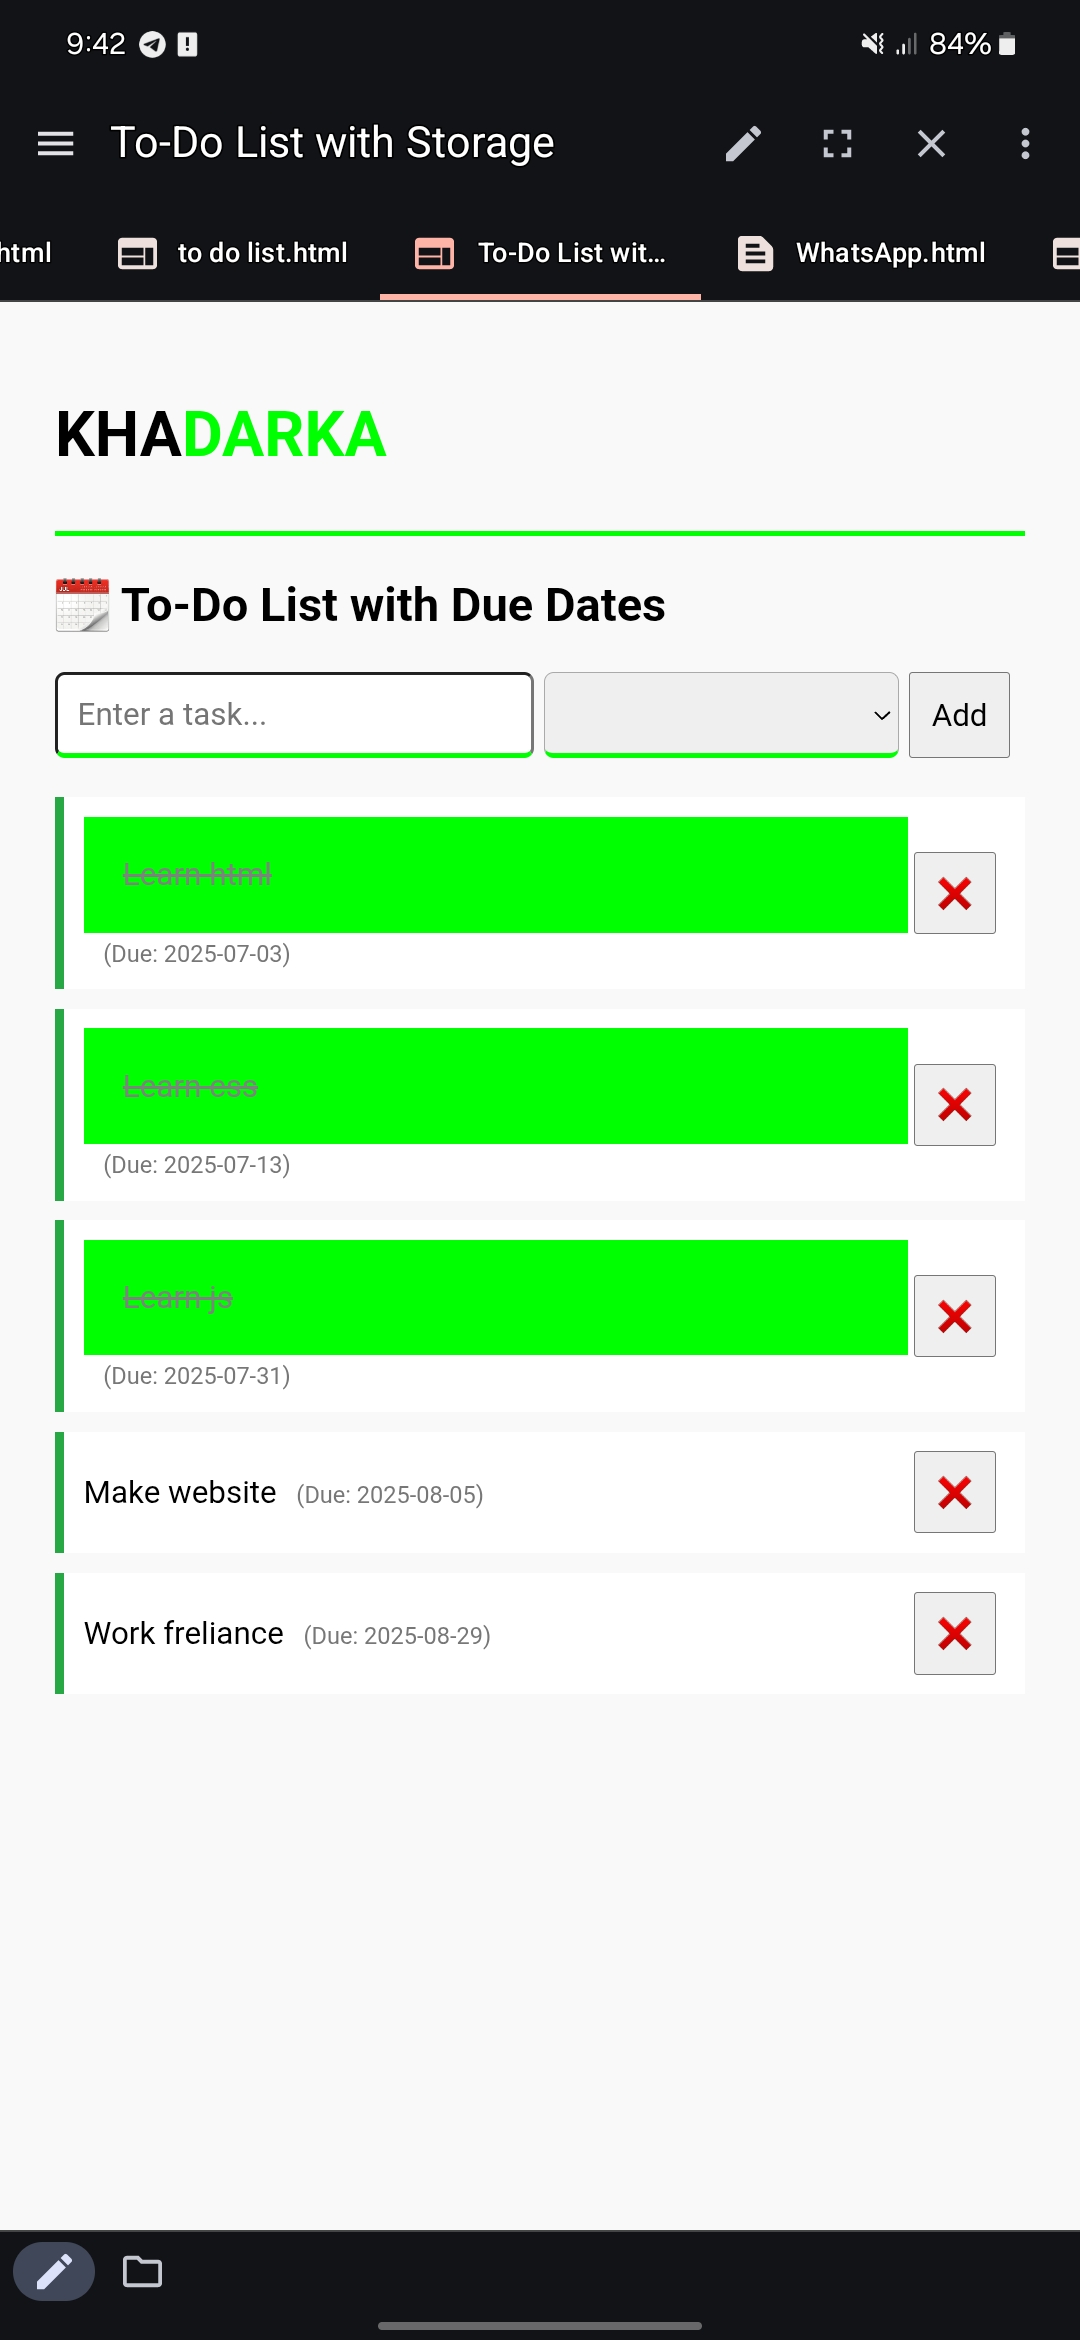 9:42 84%
To-Do List with Storage
html to do list.html To-Do List wit... WhatsApp.html
KHADARKA
JUL
To-Do List with Due Dates
Enter a task... Add
Learn html
(Due: 2025-07-03)
Learn css
(Due: 2025-07-13)
Learn js
(Due: 2025-07-31)
Make website (Due: 2025-08-05)
Work freliance (Due: 2025-08-29)